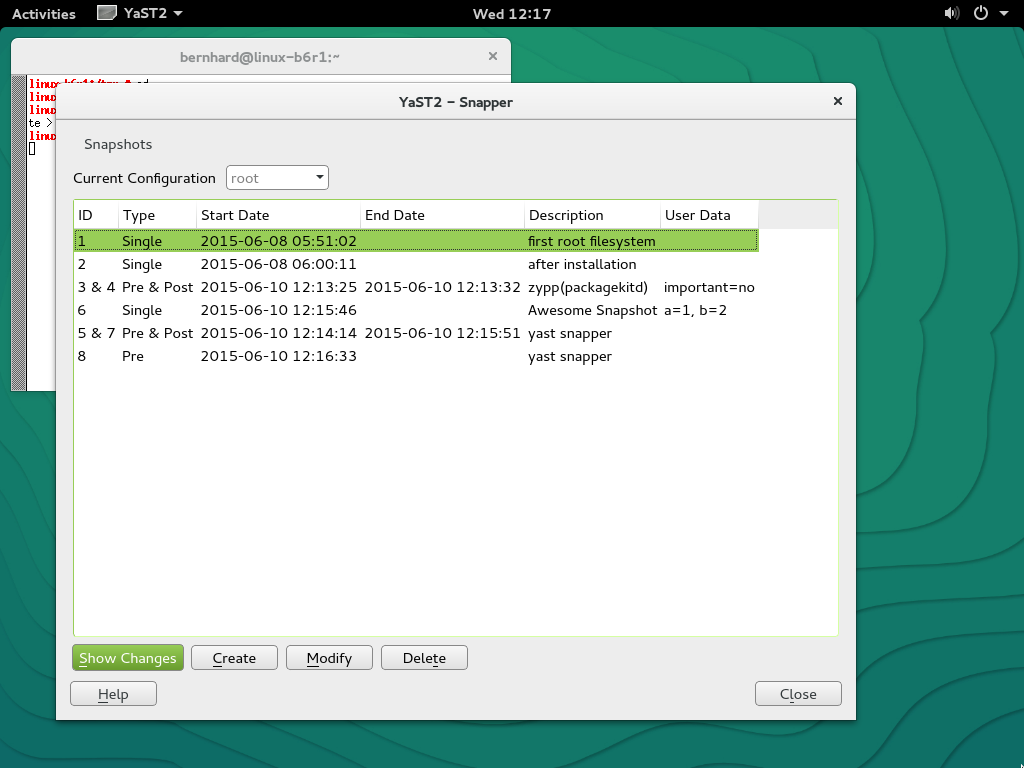 Activities YaST2 Wed 12:17
bernhard@linux-b6r1:~
linux
linux
te >
linux
YaST2 – Snapper
Snapshots
Current Configuration root
ID Type Start Date End Date Description User Data
1 Single 2015-06-08 05:51:02 first root filesystem
2 Single 2015-06-08 06:00:11 after installation
3 & 4 Pre & Post 2015-06-10 12:13:25 2015-06-10 12:13:32 zypp(packagekitd) important=no
6 Single 2015-06-10 12:15:46 Awesome Snapshot a=1, b=2
5 & 7 Pre & Post 2015-06-10 12:14:14 2015-06-10 12:15:51 yast snapper
8 Pre 2015-06-10 12:16:33 yast snapper
Show Changes Create Modify Delete
Help Close